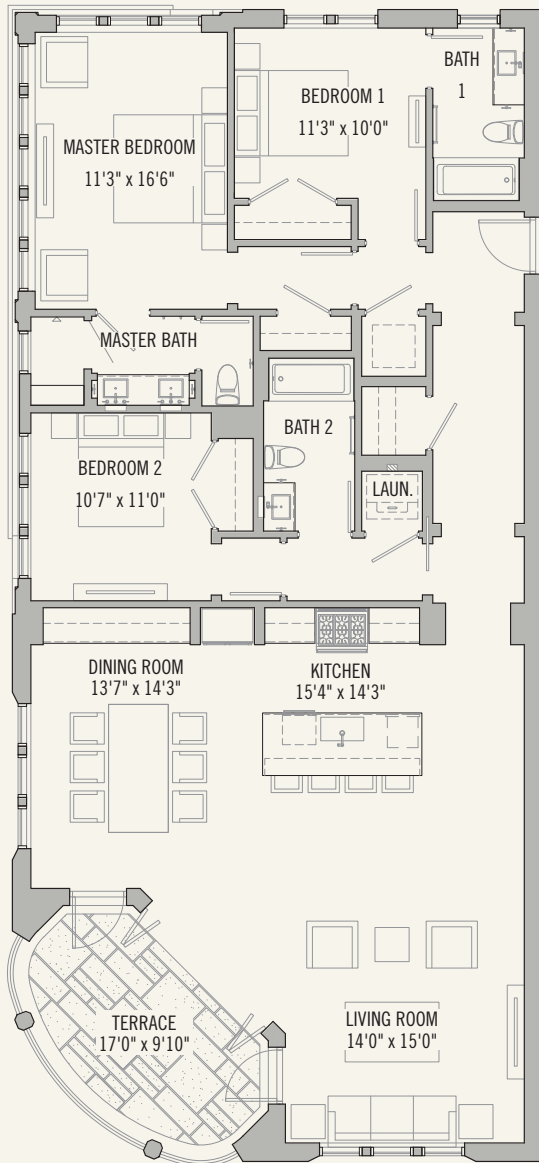 BATH
1
BEDROOM 1
11'3" x 10'0"
MASTER BEDROOM
11'3" x 16'6"
MASTER BATH
BATH 2
BEDROOM 2
10'7" x 11'0"
LAUN.
DINING ROOM
13'7" x 14'3"
KITCHEN
15'4" x 14'3"
TERRACE
17'0" x 9'10"
LIVING ROOM
14'0" x 15'0"